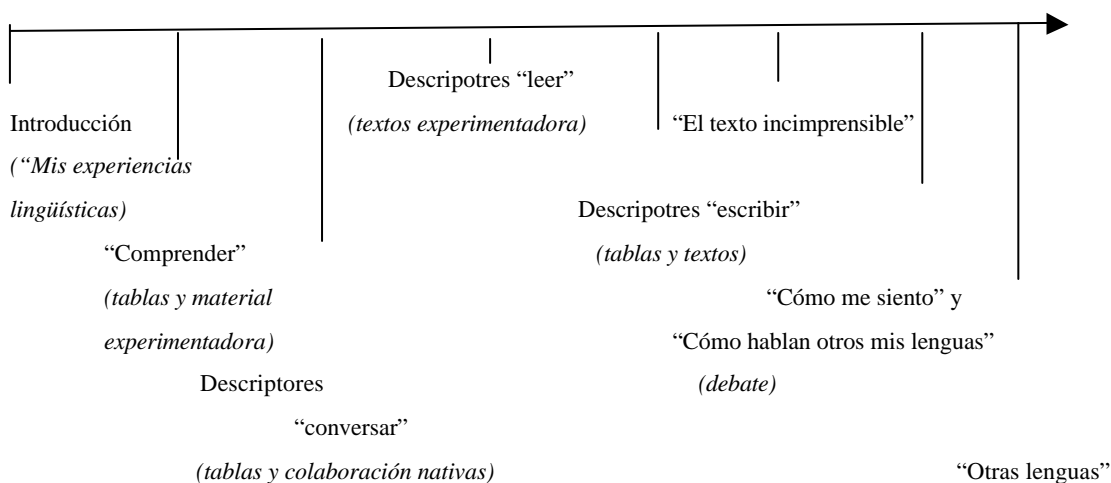 Descripotres “leer”
Introducción
(textos experimentadora)
“El texto incimprensible”
(“Mis experiencias
lingüísticas)
Descripotres “escribir”
“Comprender”
(tablas y textos)
(tablas y material
“Cómo me siento” y
experimentadora)
“Cómo hablan otros mis lenguas”
Descriptores
(debate)
“conversar”
(tablas y colaboración nativas)
“Otras lenguas”